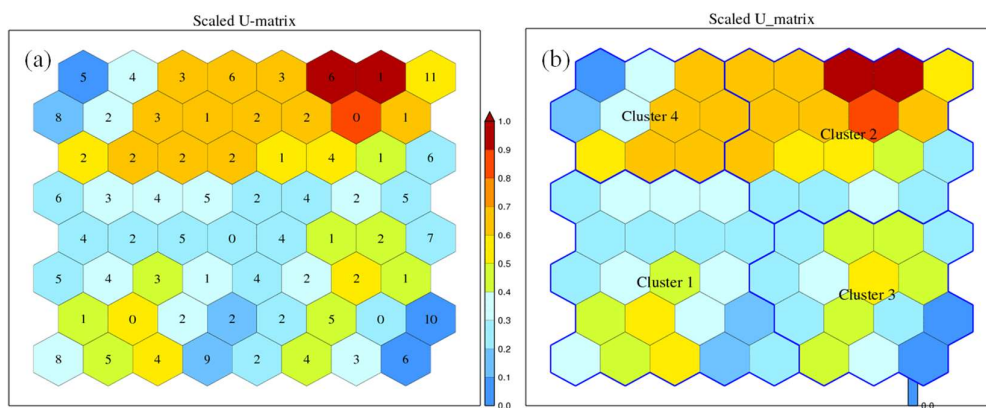 Scaled U-matrix
(a)
5 4 3 6 3 6 1 11
8 2 3 1 2 2 0 1
2 2 2 2 1 4 1 6
6 3 4 5 2 4 2 5
4 2 5 0 4 1 2 7
5 4 3 1 4 2 2 1
1 0 2 2 2 5 0 10
8 5 4 9 2 4 3 6
1.0
0.9
0.8
0.7
0.6
0.5
0.4
0.3
0.2
0.1
0.0
Scaled U_matrix
(b)
Cluster 4
Cluster 2
Cluster 1
Cluster 3